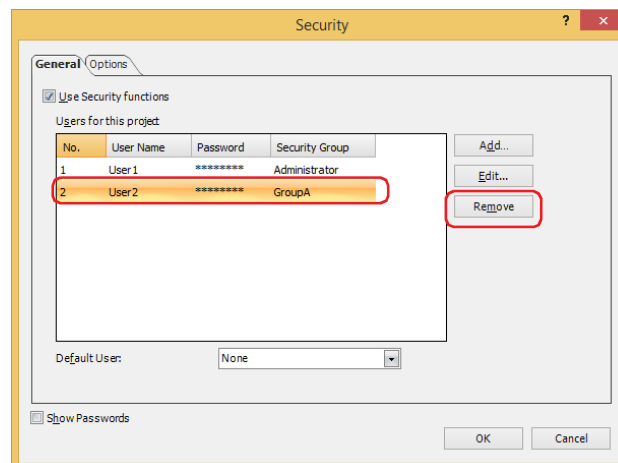 Security
? ×
General Options
Use Security functions
Users for this project
No. User Name Password Security Group
1 User1 ******** Administrator
2 User2 ******** GroupA
Add...
Edit...
Remove
Default User: None
Show Passwords
OK Cancel